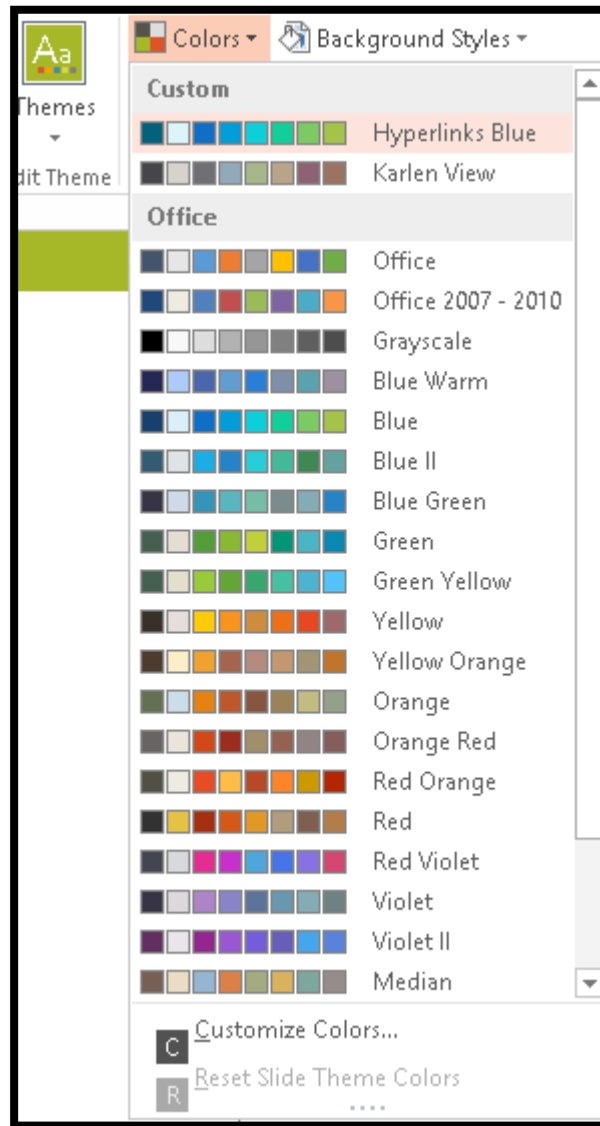 Aa
Colors
Background Styles
Themes
dit Theme
Custom
Hyperlinks Blue
Karlen View
Office
Office
Office 2007 - 2010
Grayscale
Blue Warm
Blue
Blue II
Blue Green
Green
Green Yellow
Yellow
Yellow Orange
Orange
Orange Red
Red Orange
Red
Red Violet
Violet
Violet II
Median
C Customize Colors...
R Reset Slide Theme Colors